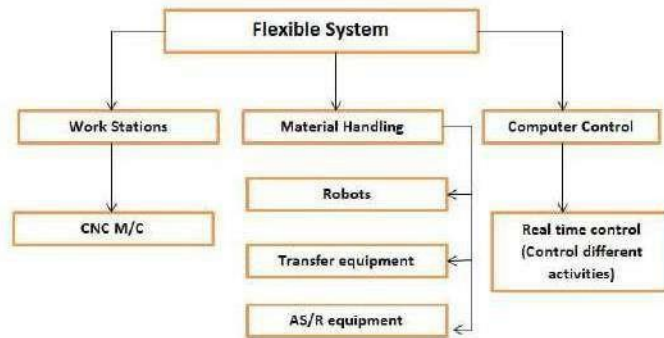 Flexible System
Work Stations
Material Handling
Computer Control
Robots
CNC M/C
Real time control
(Control different
activities)
Transfer equipment
AS/R equipment